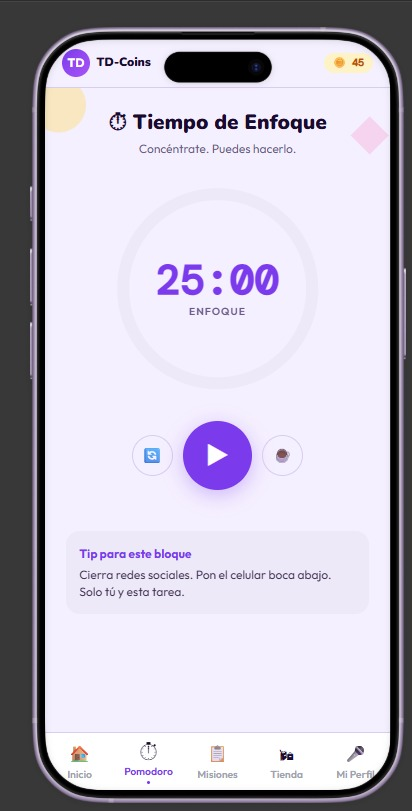 TD TD-Coins 45
Tiempo de Enfoque
Concéntrate. Puedes hacerlo.
25:00
ENFOQUE
Tip para este bloque
Cierra redes sociales. Pon el celular boca abajo.
Solo tú y esta tarea.
Inicio Pomodoro Misiones Tienda Mi Perfil